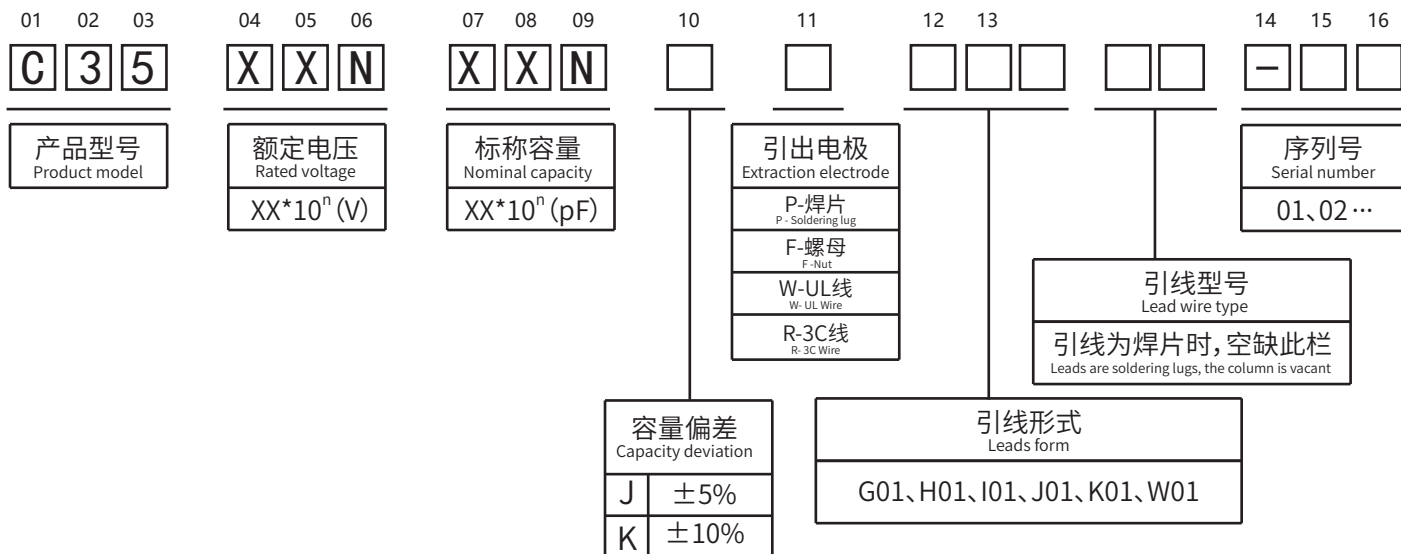 01 02 03 04 05 06 07 08 09 10 11 12 13 14 15 16
C 3 5 X X N X X N –
产品型号
Product model
额定电压
Rated voltage
XX*10ⁿ(V)
标称容量
Nominal capacity
XX*10ⁿ(pF)
引出电极
Extraction electrode
P-焊片
P - Soldering lug
F-螺母
F -Nut
W-UL线
W- UL Wire
R-3C线
R- 3C Wire
序列号
Serial number
01、02…
引线型号
Lead wire type
引线为焊片时，空缺此栏
Leads are soldering lugs, the column is vacant
容量偏差
Capacity deviation
J ±5%
K ±10%
引线形式
Leads form
G01、H01、I01、J01、K01、W01